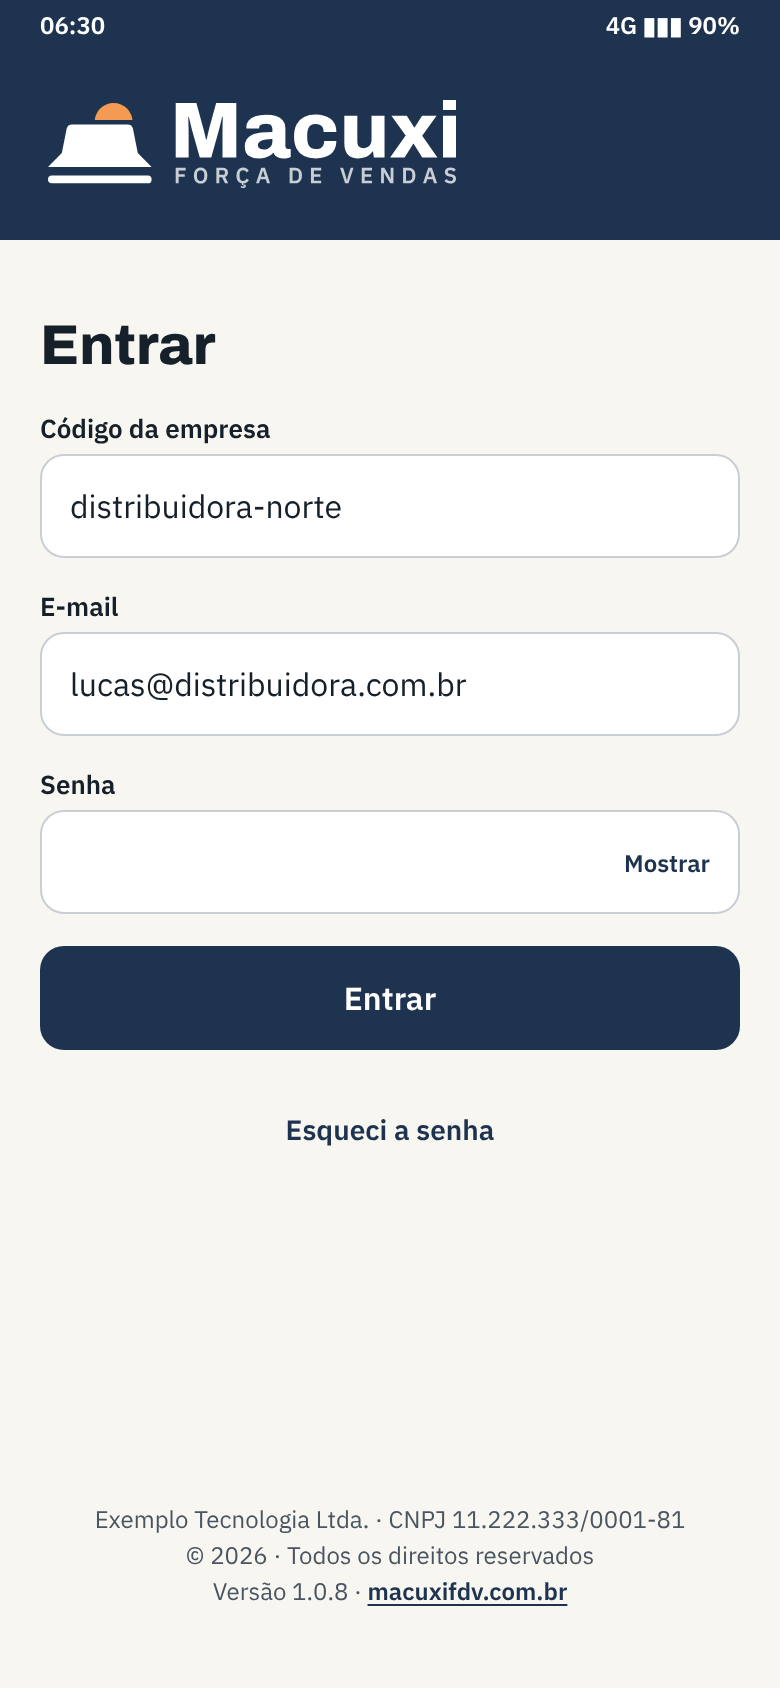 06:30
4G 90%
Macuxi
FORÇA DE VENDAS
Entrar
Código da empresa
distribuidora-norte
E-mail
lucas@distribuidora.com.br
Senha
Mostrar
Entrar
Esqueci a senha
Exemplo Tecnologia Ltda. · CNPJ 11.222.333/0001-81
© 2026 · Todos os direitos reservados
Versão 1.0.8 · macuxifdv.com.br